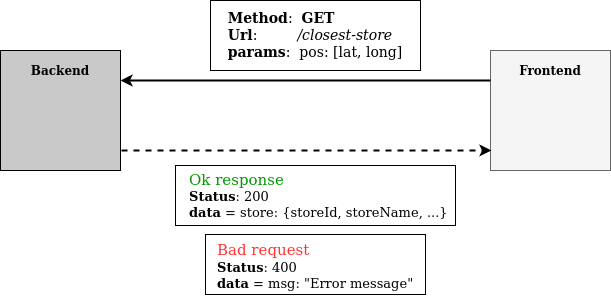 Method: GET
Url: /closest-store
params: pos: [lat, long]
Backend
Frontend
Ok response
Status: 200
data = store: {storeId, storeName, ...}
Bad request
Status: 400
data = msg: "Error message"